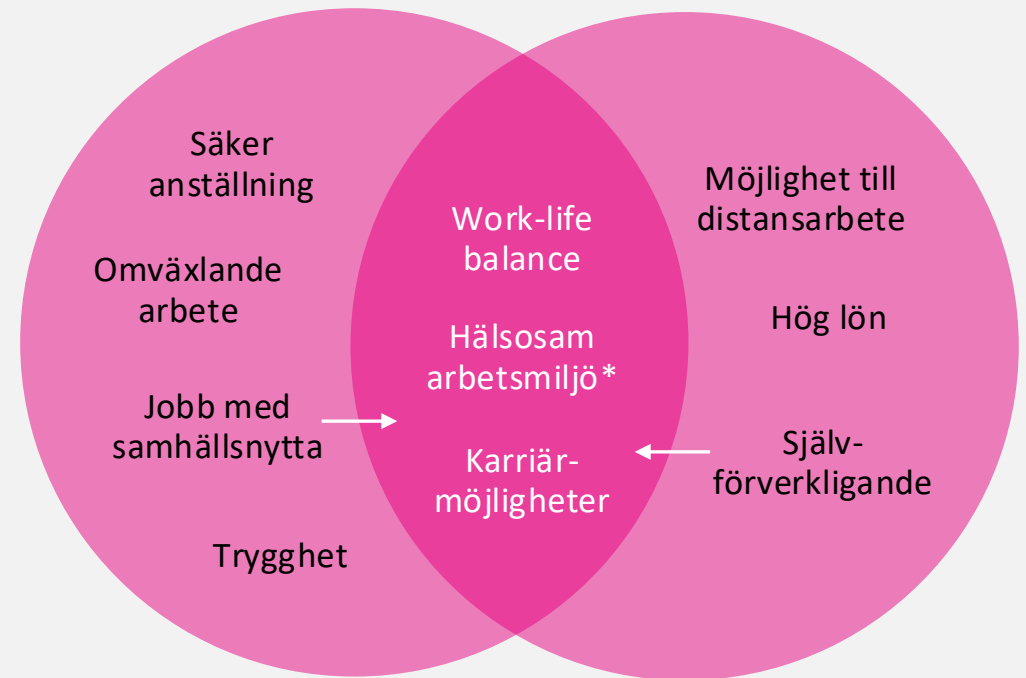 Säker
anställning
Omväxlande
arbete
Jobb med
samhällsnytta
Trygghet
Work-life
balance
Hälsosam
arbetsmiljö*
Karriär-
möjligheter
Möjlighet till
distansarbete
Hög lön
Själv-
förverkligande